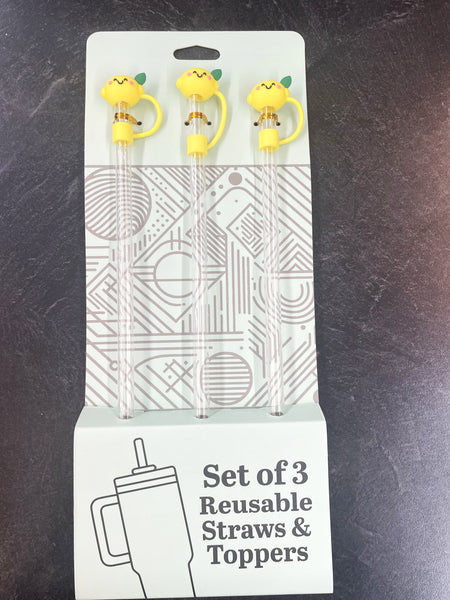 Set of 3
Reusable
Straws &
Toppers